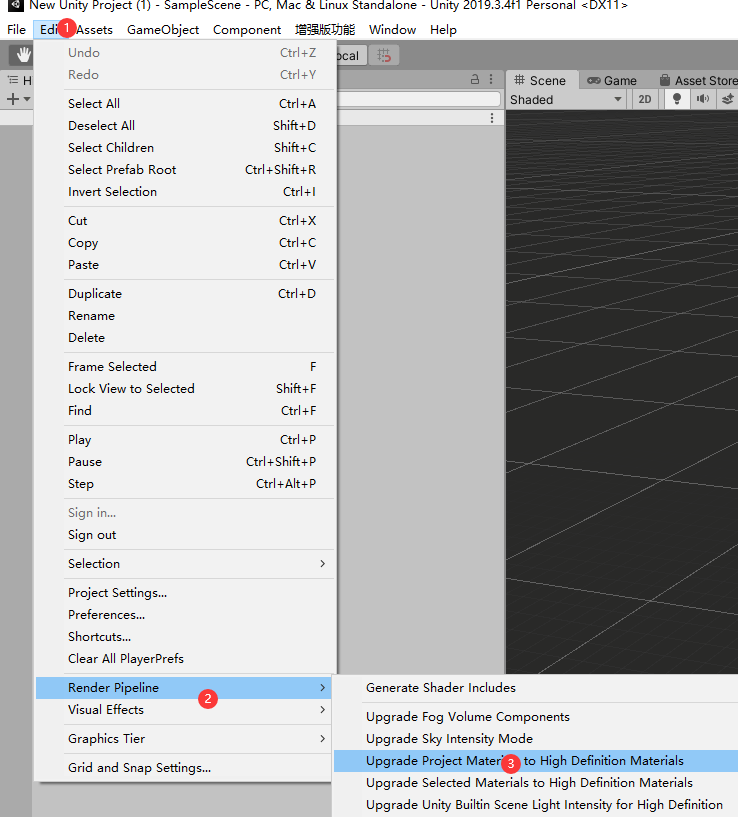 New Unity Project (1) - SampleScene - PC, Mac & Linux Standalone - Unity 2019.3.4f1 Personal <DX11>
File Edit 1 Assets GameObject Component 增强版功能 Window Help
Undo Ctrl+Z
Redo Ctrl+Y
Select All Ctrl+A
Deselect All Shift+D
Select Children Shift+C
Select Prefab Root Ctrl+Shift+R
Invert Selection Ctrl+I
Cut Ctrl+X
Copy Ctrl+C
Paste Ctrl+V
Duplicate Ctrl+D
Rename
Delete
Frame Selected F
Lock View to Selected Shift+F
Find Ctrl+F
Play Ctrl+P
Pause Ctrl+Shift+P
Step Ctrl+Alt+P
Sign in...
Sign out
Selection
Project Settings...
Preferences...
Shortcuts...
Clear All PlayerPrefs
Render Pipeline 2
Visual Effects
Graphics Tier
Grid and Snap Settings...
H
ocal
Scene Game Asset Store
Shaded 2D
Generate Shader Includes
Upgrade Fog Volume Components
Upgrade Sky Intensity Mode
Upgrade Project Materials 3 to High Definition Materials
Upgrade Selected Materials to High Definition Materials
Upgrade Unity Builtin Scene Light Intensity for High Definition